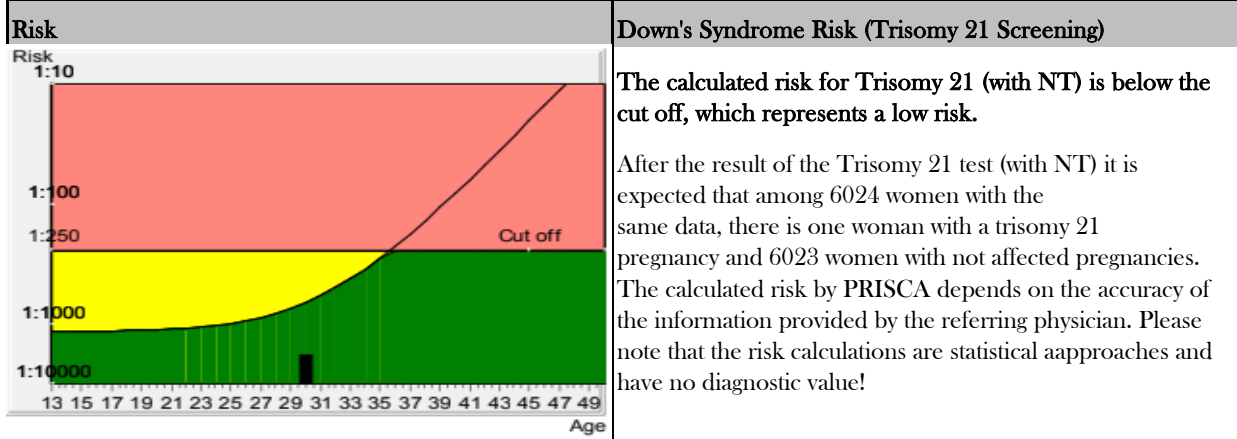 Risk
Risk
1:10
1:100
1:250
Cut off
1:1000
1:10000
13 15 17 19 21 23 25 27 29 31 33 35 37 39 41 43 45 47 49
Age
Down's Syndrome Risk (Trisomy 21 Screening)
The calculated risk for Trisomy 21 (with NT) is below the
cut off, which represents a low risk.
After the result of the Trisomy 21 test (with NT) it is
expected that among 6024 women with the
same data, there is one woman with a trisomy 21
pregnancy and 6023 women with not affected pregnancies.
The calculated risk by PRISCA depends on the accuracy of
the information provided by the referring physician. Please
note that the risk calculations are statistical aapproaches and
have no diagnostic value!